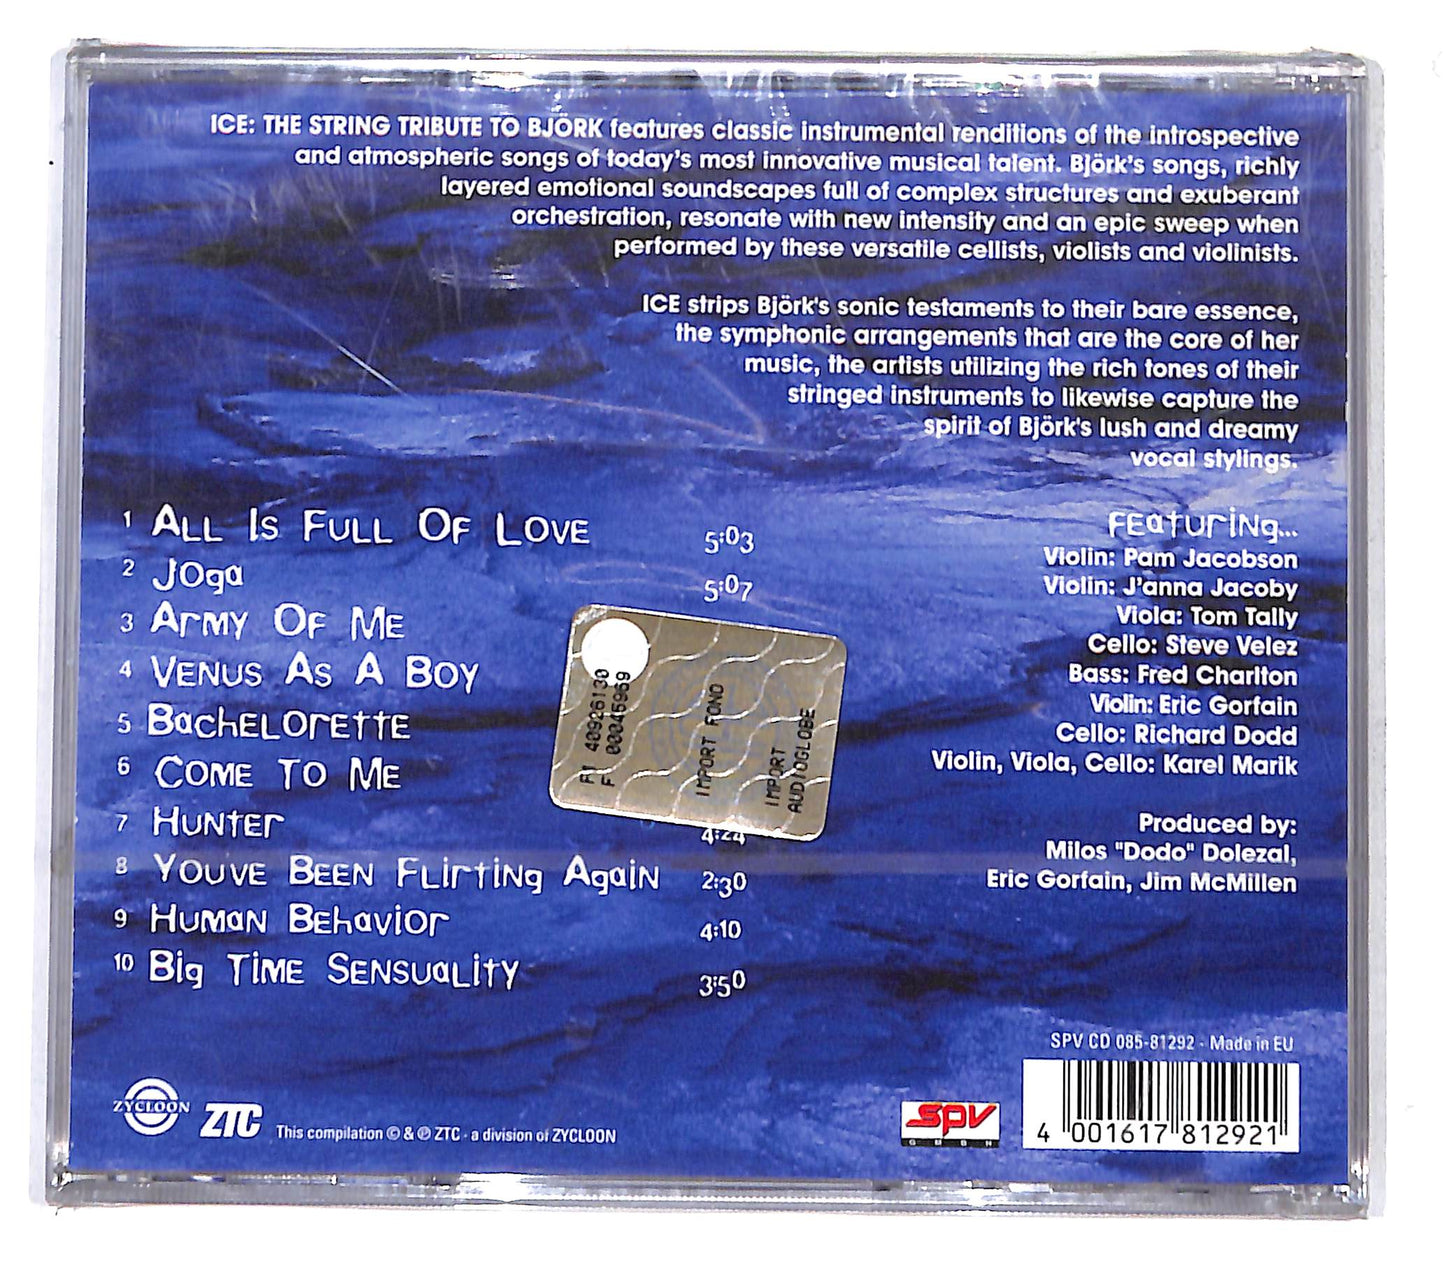 ICE: THE STRING TRIBUTE TO BJÖRK features classic instrumental renditions of the introspective
and atmospheric songs of today's most innovative musical talent. Björk's songs, richly
layered emotional soundscapes full of complex structures and exuberant
orchestration, resonate with new intensity and an epic sweep when
performed by these versatile cellists, violists and violinists.
ICE strips Björk's sonic testaments to their bare essence,
the symphonic arrangements that are the core of her
music, the artists utilizing the rich tones of their
stringed instruments to likewise capture the
spirit of Björk's lush and dreamy
vocal stylings.
1 ALL IS FULL OF LOVE 5:03
2 JOga 5:07
3 ARMY OF ME
4 VENUS AS A BOY
5 BACHELORETTE
6 COME TO ME
7 HUNTER 4:24
8 YOU'VE BEEN FLIRTING AGAIN 2:30
9 HUMAN BEHAVIOR 4:10
10 BIG TIME SENSUALITY 3:50
FEATURING...
Violin: Pam Jacobson
Violin: J'anna Jacoby
Viola: Tom Tally
Cello: Steve Velez
Bass: Fred Charlton
Violin: Eric Gorfain
Cello: Richard Dodd
Violin, Viola, Cello: Karel Marik
Produced by:
Milos "Dodo" Dolezal,
Eric Gorfain, Jim McMillen
A1 40926130
F 00045969
IMPORT FONO
IMPORT
AUDIOGLOBE
SPV CD 085-81292 - Made in EU
ZYCLOON
ZTC
This compilation © & ℗ ZTC - a division of ZYCLOON
SPV
GMBH
4 001617 812921